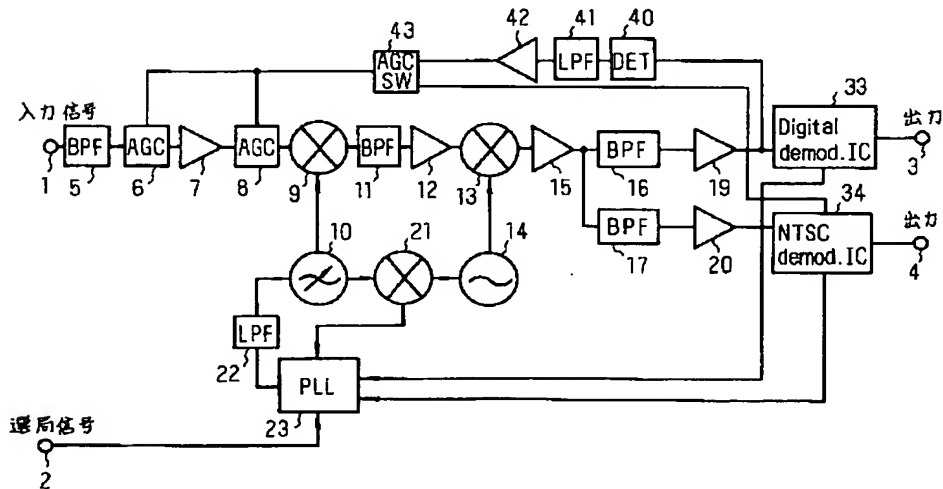 43
42
41
40
AGC
SW
LPF
DET
入力信号
33
出力
BPF
AGC
AGC
BPF
BPF
Digital
demod.IC
1
5
6
7
8
9
11
12
13
15
16
19
3
34
出力
10
21
14
BPF
NTSC
demod.IC
17
20
4
LPF
22
PLL
23
選局信号
2